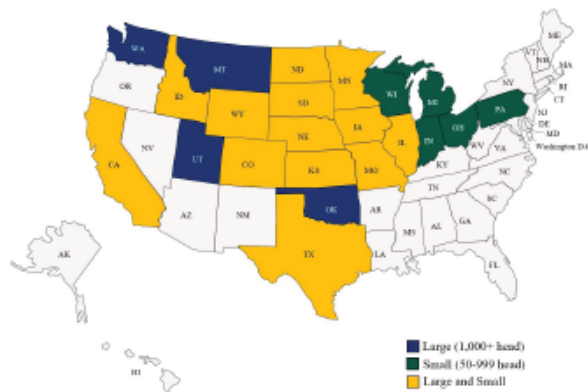 WA
MT
ND
MN
OR
ID
WY
SD
WI
MI
NY
VT
NH
ME
MA
RI
CT
NJ
DE
MD
Washington D.C
PA
NV
UT
CO
NE
IA
IL
IN
OH
WV
VA
CA
KS
MO
KY
NC
AZ
NM
OK
AR
TN
SC
TX
LA
MS
AL
GA
FL
AK
HI
Large (1,000+ head)
Small (50-999 head)
Large and Small